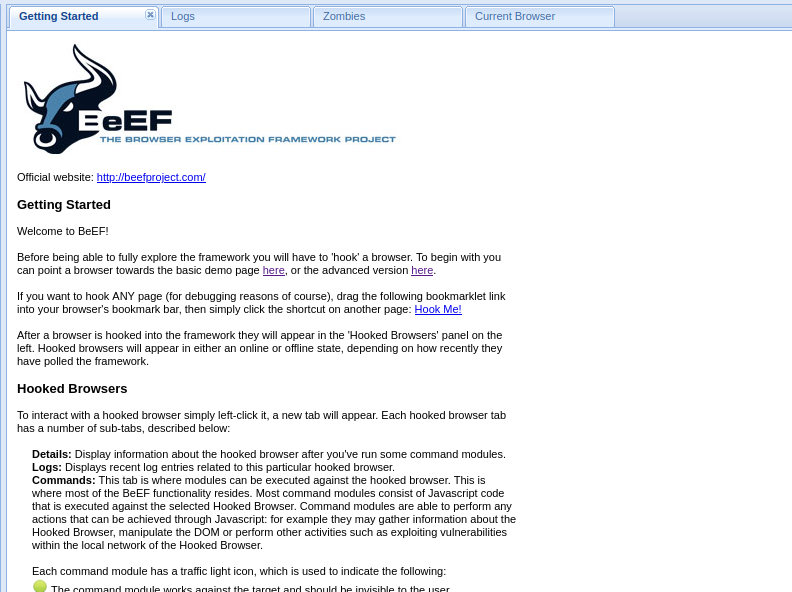 Getting Started
Logs
Zombies
Current Browser
BeEF
THE BROWSER EXPLOITATION FRAMEWORK PROJECT
Official website: http://beefproject.com/
Getting Started
Welcome to BeEF!
Before being able to fully explore the framework you will have to 'hook' a browser. To begin with you
can point a browser towards the basic demo page here, or the advanced version here.
If you want to hook ANY page (for debugging reasons of course), drag the following bookmarklet link
into your browser's bookmark bar, then simply click the shortcut on another page: Hook Me!
After a browser is hooked into the framework they will appear in the 'Hooked Browsers' panel on the
left. Hooked browsers will appear in either an online or offline state, depending on how recently they
have polled the framework.
Hooked Browsers
To interact with a hooked browser simply left-click it, a new tab will appear. Each hooked browser tab
has a number of sub-tabs, described below:
Details: Display information about the hooked browser after you've run some command modules.
Logs: Displays recent log entries related to this particular hooked browser.
Commands: This tab is where modules can be executed against the hooked browser. This is
where most of the BeEF functionality resides. Most command modules consist of Javascript code
that is executed against the selected Hooked Browser. Command modules are able to perform any
actions that can be achieved through Javascript: for example they may gather information about the
Hooked Browser, manipulate the DOM or perform other activities such as exploiting vulnerabilities
within the local network of the Hooked Browser.
Each command module has a traffic light icon, which is used to indicate the following:
The command module works against the target and should be invisible to the user